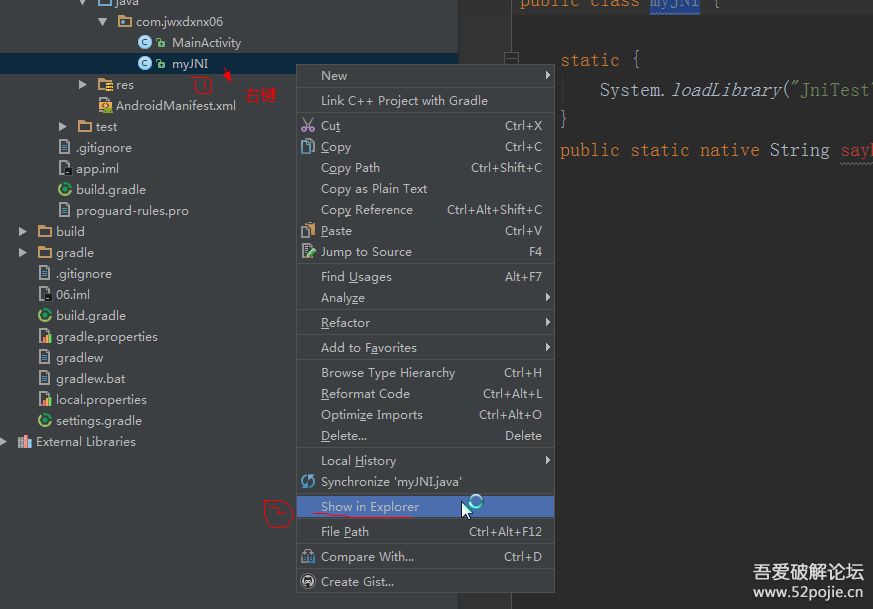 java
com.jwxdxnx06
MainActivity
myJNI
res
AndroidManifest.xml
test
.gitignore
app.iml
build.gradle
proguard-rules.pro
build
gradle
.gitignore
06.iml
build.gradle
gradle.properties
gradlew
gradlew.bat
local.properties
settings.gradle
External Libraries
右键
New
Link C++ Project with Gradle
Cut Ctrl+X
Copy Ctrl+C
Copy Path Ctrl+Shift+C
Copy as Plain Text
Copy Reference Ctrl+Alt+Shift+C
Paste Ctrl+V
Jump to Source F4
Find Usages Alt+F7
Analyze
Refactor
Add to Favorites
Browse Type Hierarchy Ctrl+H
Reformat Code Ctrl+Alt+L
Optimize Imports Ctrl+Alt+O
Delete... Delete
Local History
Synchronize 'myJNI.java'
Show in Explorer
File Path Ctrl+Alt+F12
Compare With... Ctrl+D
Create Gist...
public class myJNI {
static {
System.loadLibrary("JniTest"
}
public static native String
吾爱破解论坛
www.52pojie.cn